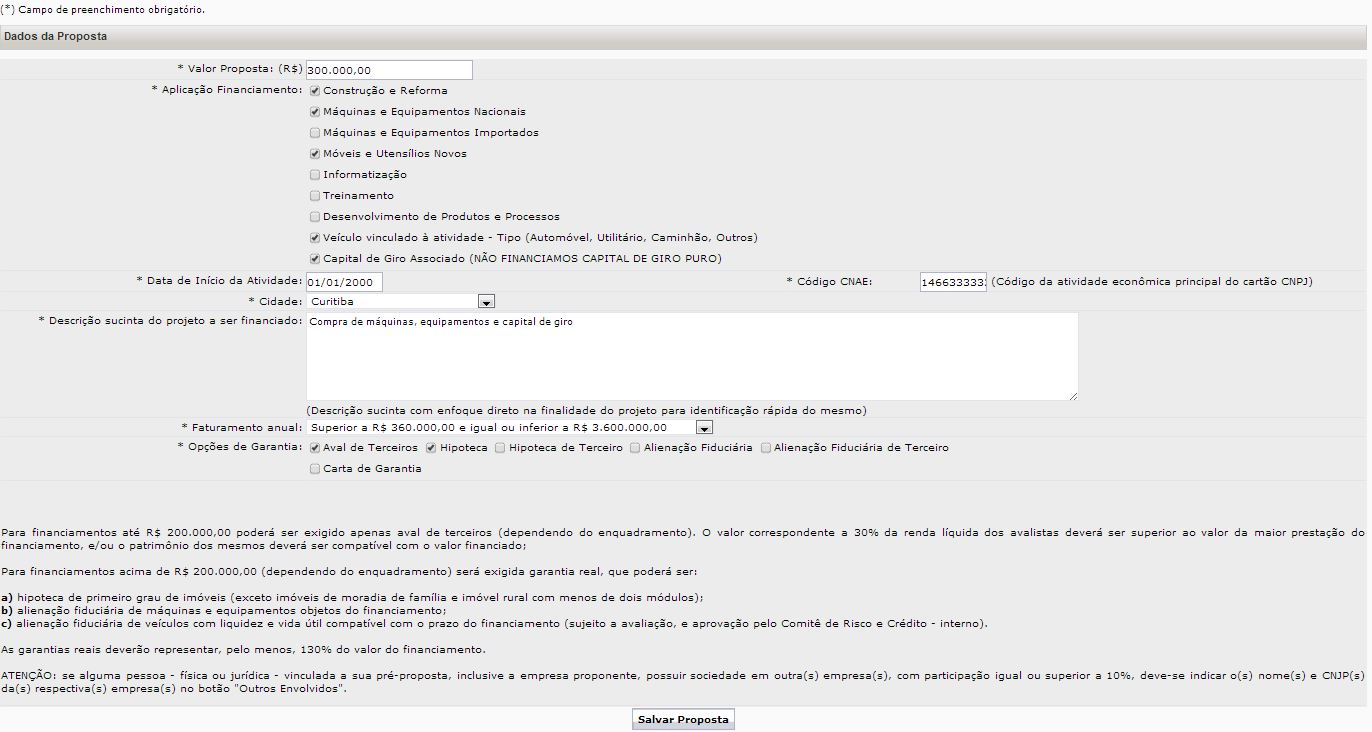 (*) Campo de preenchimento obrigatório.
Dados da Proposta
* Valor Proposta: (R$) 300.000,00
* Aplicação Financiamento: Construção e Reforma
Máquinas e Equipamentos Nacionais
Máquinas e Equipamentos Importados
Móveis e Utensílios Novos
Informatização
Treinamento
Desenvolvimento de Produtos e Processos
Veículo vinculado à atividade - Tipo (Automóvel, Utilitário, Caminhão, Outros)
Capital de Giro Associado (NÃO FINANCIAMOS CAPITAL DE GIRO PURO)
* Data de Início da Atividade: 01/01/2000 * Código CNAE: 146633333 (Código da atividade econômica principal do cartão CNPJ)
* Cidade: Curitiba
* Descrição sucinta do projeto a ser financiado: Compra de máquinas, equipamentos e capital de giro
(Descrição sucinta com enfoque direto na finalidade do projeto para identificação rápida do mesmo)
* Faturamento anual: Superior a R$ 360.000,00 e igual ou inferior a R$ 3.600.000,00
* Opções de Garantia: Aval de Terceiros Hipoteca Hipoteca de Terceiro Alienação Fiduciária Alienação Fiduciária de Terceiro
Carta de Garantia
Para financiamentos até R$ 200.000,00 poderá ser exigido apenas aval de terceiros (dependendo do enquadramento). O valor correspondente a 30% da renda líquida dos avalistas deverá ser superior ao valor da maior prestação do
financiamento, e/ou o patrimônio dos mesmos deverá ser compatível com o valor financiado;
Para financiamentos acima de R$ 200.000,00 (dependendo do enquadramento) será exigida garantia real, que poderá ser:
a) hipoteca de primeiro grau de imóveis (exceto imóveis de moradia de família e imóvel rural com menos de dois módulos);
b) alienação fiduciária de máquinas e equipamentos objetos do financiamento;
c) alienação fiduciária de veículos com liquidez e vida útil compatível com o prazo do financiamento (sujeito a avaliação, e aprovação pelo Comitê de Risco e Crédito - interno).
As garantias reais deverão representar, pelo menos, 130% do valor do financiamento.
ATENÇÃO: se alguma pessoa - física ou jurídica - vinculada a sua pré-proposta, inclusive a empresa proponente, possuir sociedade em outra(s) empresa(s), com participação igual ou superior a 10%, deve-se indicar o(s) nome(s) e CNJP(s)
da(s) respectiva(s) empresa(s) no botão "Outros Envolvidos".
Salvar Proposta